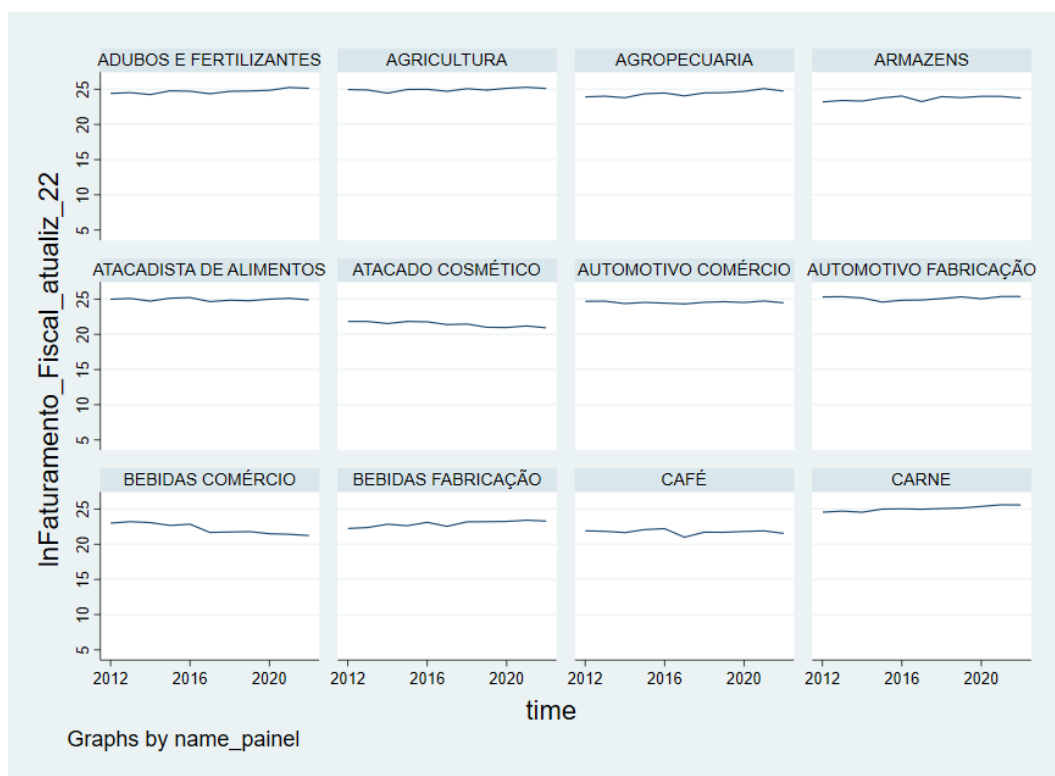 ADUBOS E FERTILIZANTES
AGRICULTURA
AGROPECUARIA
ARMAZENS
25
20
15
10
5
ATACADISTA DE ALIMENTOS
ATACADO COSMÉTICO
AUTOMOTIVO COMÉRCIO
AUTOMOTIVO FABRICAÇÃO
25
20
15
10
5
BEBIDAS COMÉRCIO
BEBIDAS FABRICAÇÃO
CAFÉ
CARNE
25
20
15
10
5
lnFaturamento_Fiscal_atualiz_22
2012 2016 2020
2012 2016 2020
2012 2016 2020
2012 2016 2020
time
Graphs by name_painel